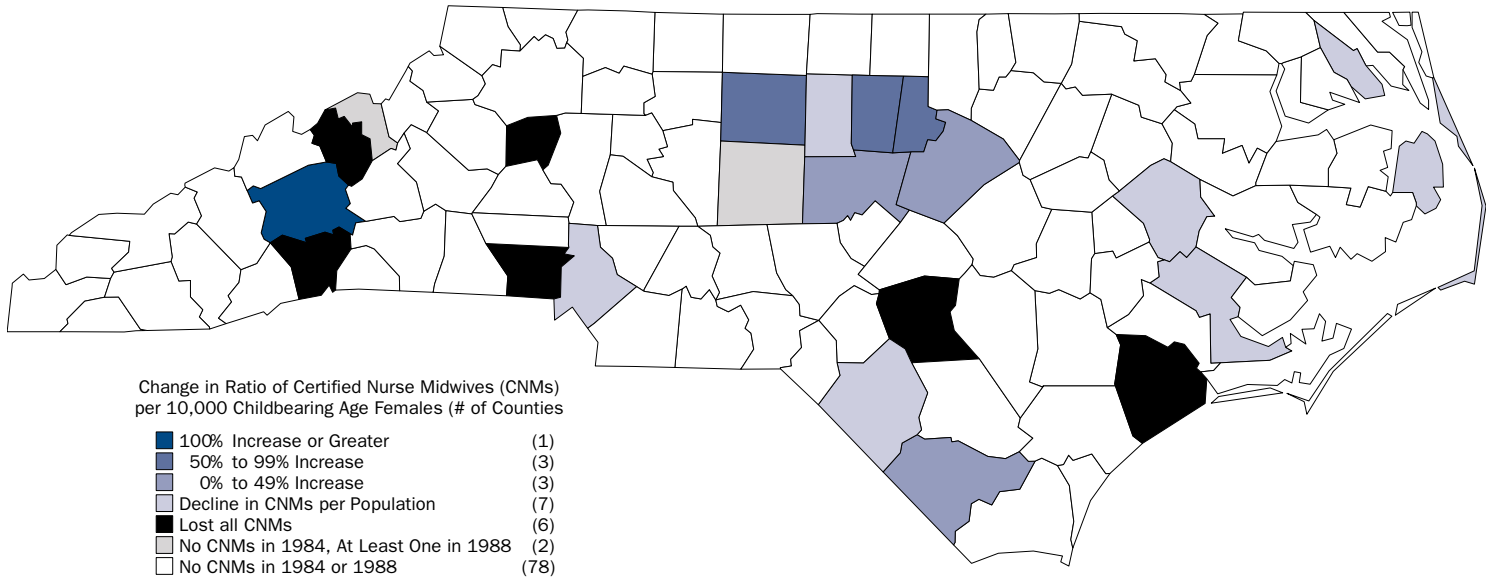 Change in Ratio of Certified Nurse Midwives (CNMs)
per 10,000 Childbearing Age Females (# of Counties
100% Increase or Greater (1)
50% to 99% Increase (3)
0% to 49% Increase (3)
Decline in CNMs per Population (7)
Lost all CNMs (6)
No CNMs in 1984, At Least One in 1988 (2)
No CNMs in 1984 or 1988 (78)